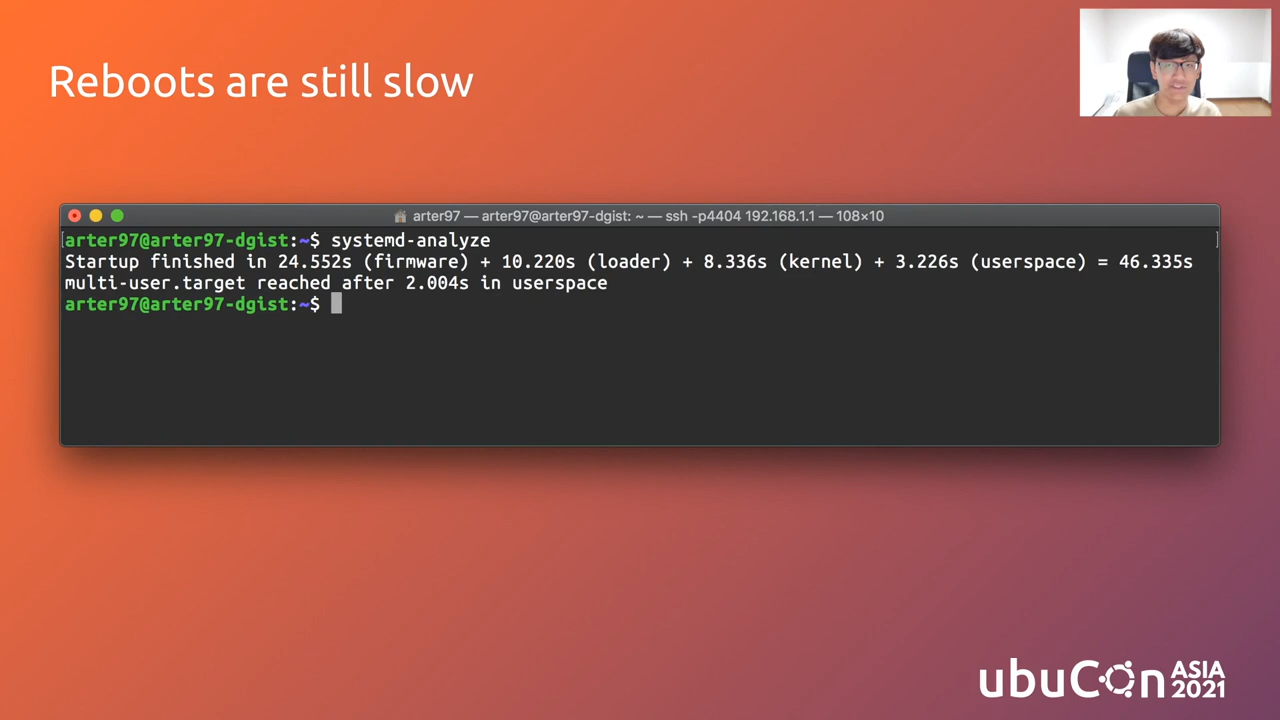 Reboots are still slow
arter97 — arter97@arter97-dgist: ~ — ssh -p4404 192.168.1.1 — 108×10
[arter97@arter97-dgist:~$ systemd-analyze ]
Startup finished in 24.552s (firmware) + 10.220s (loader) + 8.336s (kernel) + 3.226s (userspace) = 46.335s
multi-user.target reached after 2.004s in userspace
arter97@arter97-dgist:~$
ubuCon ASIA
2021